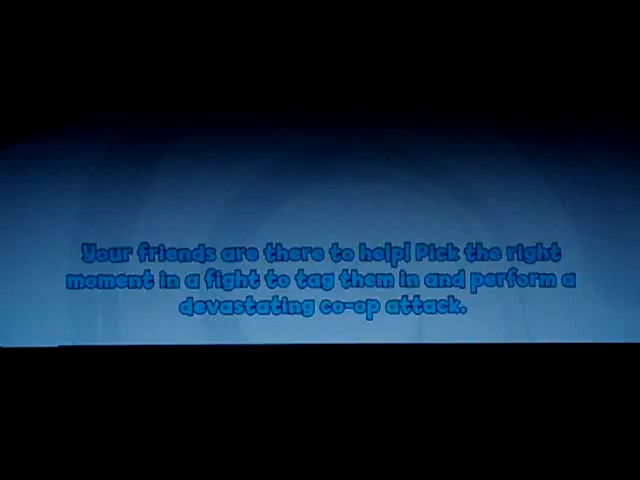 Your friends are there to help! Pick the right
moment in a fight to tag them in and perform a
devastating co-op attack.